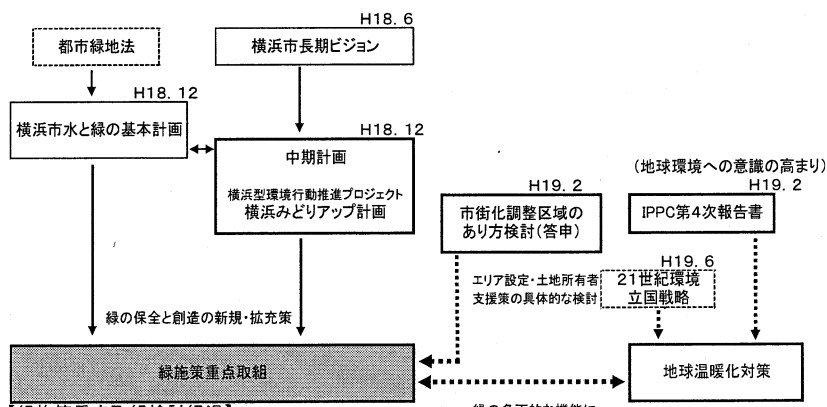 H18.6
都市緑地法
横浜市長期ビジョン
H18.12
横浜市水と緑の基本計画
H18.12
中期計画
横浜型環境行動推進プロジェクト
横浜みどりアップ計画
(地球環境への意識の高まり)
H19.2
H19.2
市街化調整区域の
あり方検討(答申)
IPPC第4次報告書
H19.6
エリア設定・土地所有者
支援策の具体的な検討
21世紀環境
立国戦略
緑の保全と創造の新規・拡充策
緑施策重点取組
地球温暖化対策